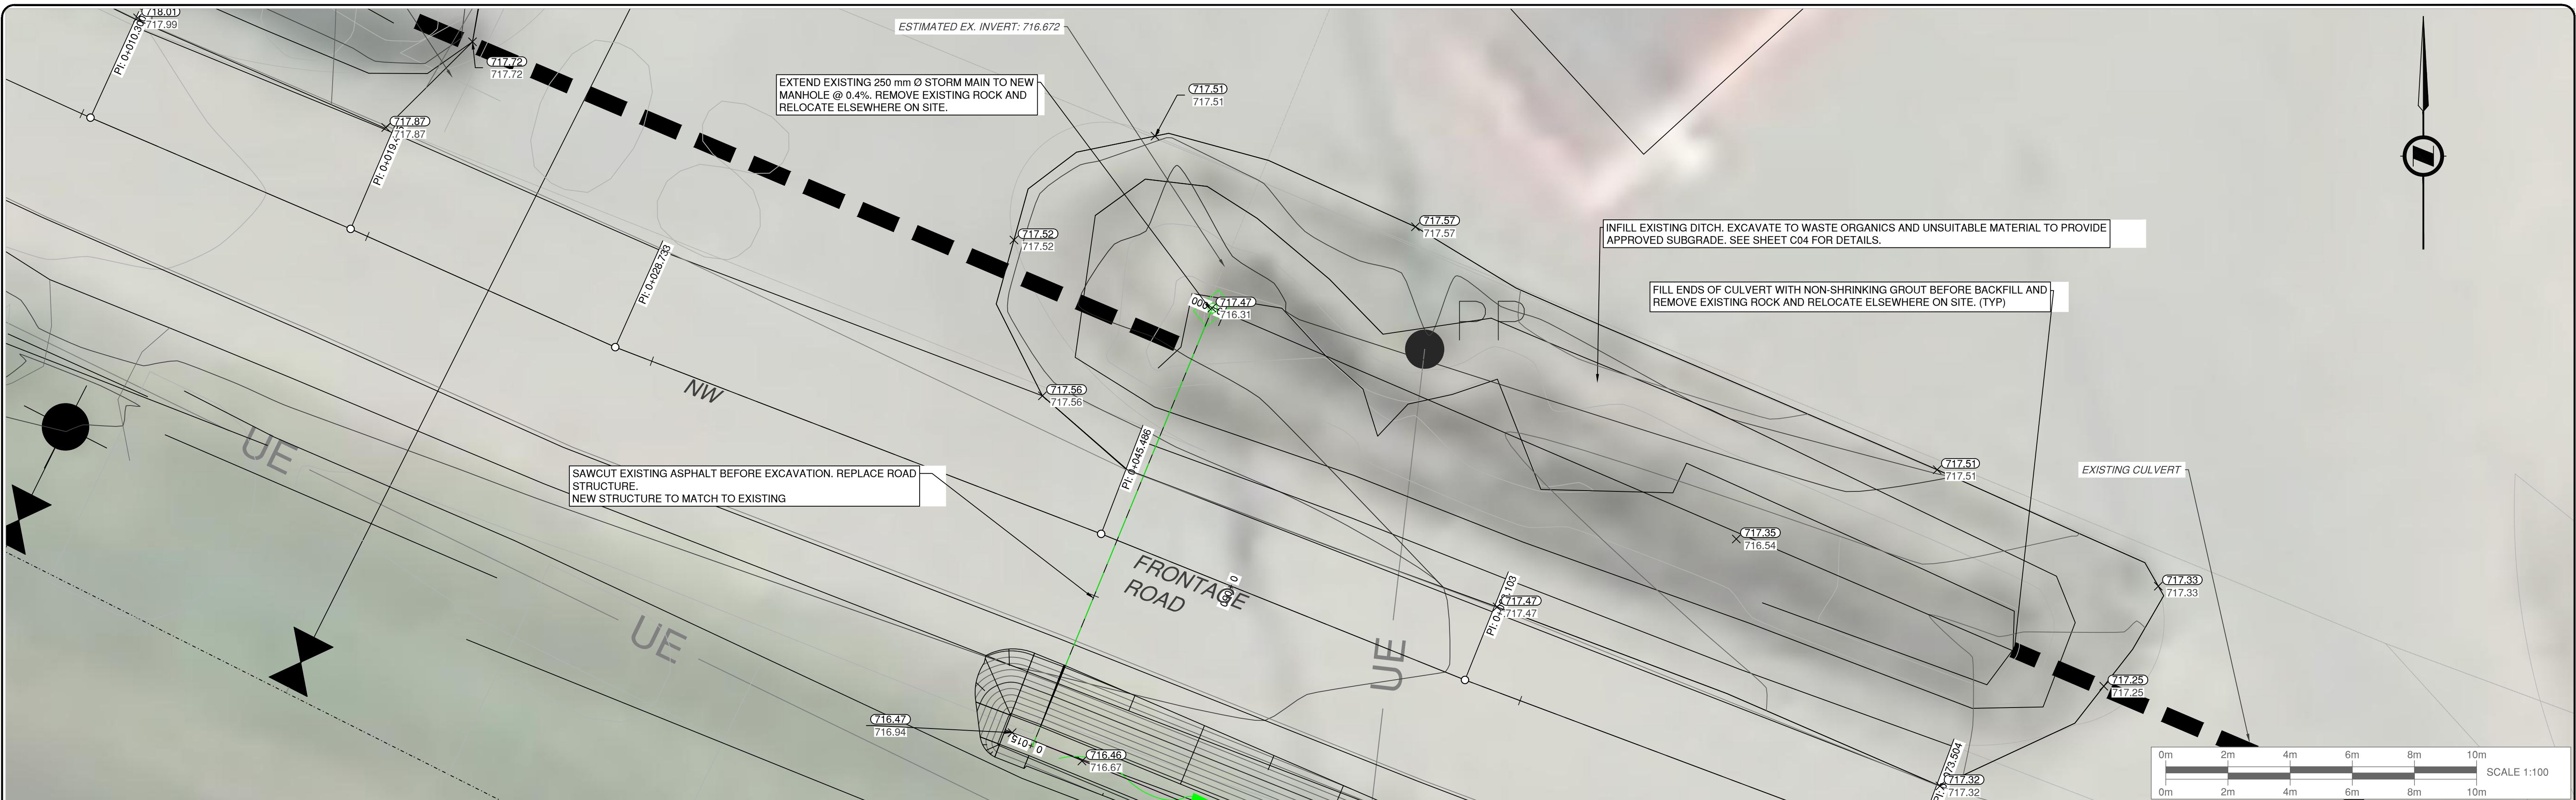 718.01
717.99
717.72
717.72
717.87
717.87
ESTIMATED EX. INVERT: 716.672
EXTEND EXISTING 250 mm Ø STORM MAIN TO NEW
MANHOLE @ 0.4%. REMOVE EXISTING ROCK AND
RELOCATE ELSEWHERE ON SITE.
717.51
717.51
717.52
717.52
717.57
717.57
INFILL EXISTING DITCH. EXCAVATE TO WASTE ORGANICS AND UNSUITABLE MATERIAL TO PROVIDE
APPROVED SUBGRADE. SEE SHEET C04 FOR DETAILS.
FILL ENDS OF CULVERT WITH NON-SHRINKING GROUT BEFORE BACKFILL AND
REMOVE EXISTING ROCK AND RELOCATE ELSEWHERE ON SITE. (TYP)
PI: 0+028.733
717.47
716.31
PP
NW
717.56
717.56
PI: 0+045.486
UE
SAWCUT EXISTING ASPHALT BEFORE EXCAVATION. REPLACE ROAD
STRUCTURE.
NEW STRUCTURE TO MATCH TO EXISTING
717.51
717.51
EXISTING CULVERT
717.35
716.54
FRONTAGE
ROAD
717.33
717.33
717.47
717.47
UE
UE
717.25
717.25
716.47
716.94
0+015
716.46
716.67
717.32
717.32
0m 2m 4m 6m 8m 10m
SCALE 1:100
0m 2m 4m 6m 8m 10m